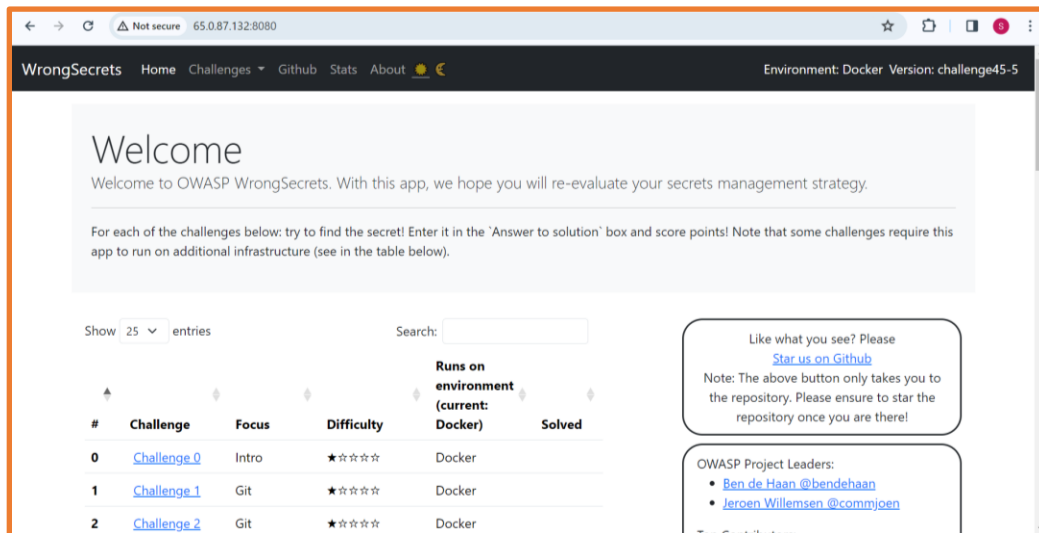 Not secure 65.0.87.132:8080
S
WrongSecrets Home Challenges Github Stats About Environment: Docker Version: challenge45-5
Welcome
Welcome to OWASP WrongSecrets. With this app, we hope you will re-evaluate your secrets management strategy.
For each of the challenges below: try to find the secret! Enter it in the `Answer to solution` box and score points! Note that some challenges require this
app to run on additional infrastructure (see in the table below).
Show 25 entries
Search:
# Challenge Focus Difficulty Runs on environment (current: Docker) Solved
0 Challenge 0 Intro ★☆☆☆☆ Docker
1 Challenge 1 Git ★☆☆☆☆ Docker
2 Challenge 2 Git ★☆☆☆☆ Docker
Like what you see? Please
Star us on Github
Note: The above button only takes you to
the repository. Please ensure to star the
repository once you are there!
OWASP Project Leaders:
• Ben de Haan @bendehaan
• Jeroen Willemsen @commjoen